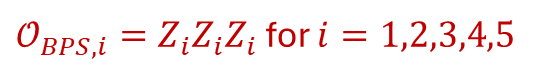 𝒪_{BPS,i} = Z_i Z_i Z_i for i = 1,2,3,4,5